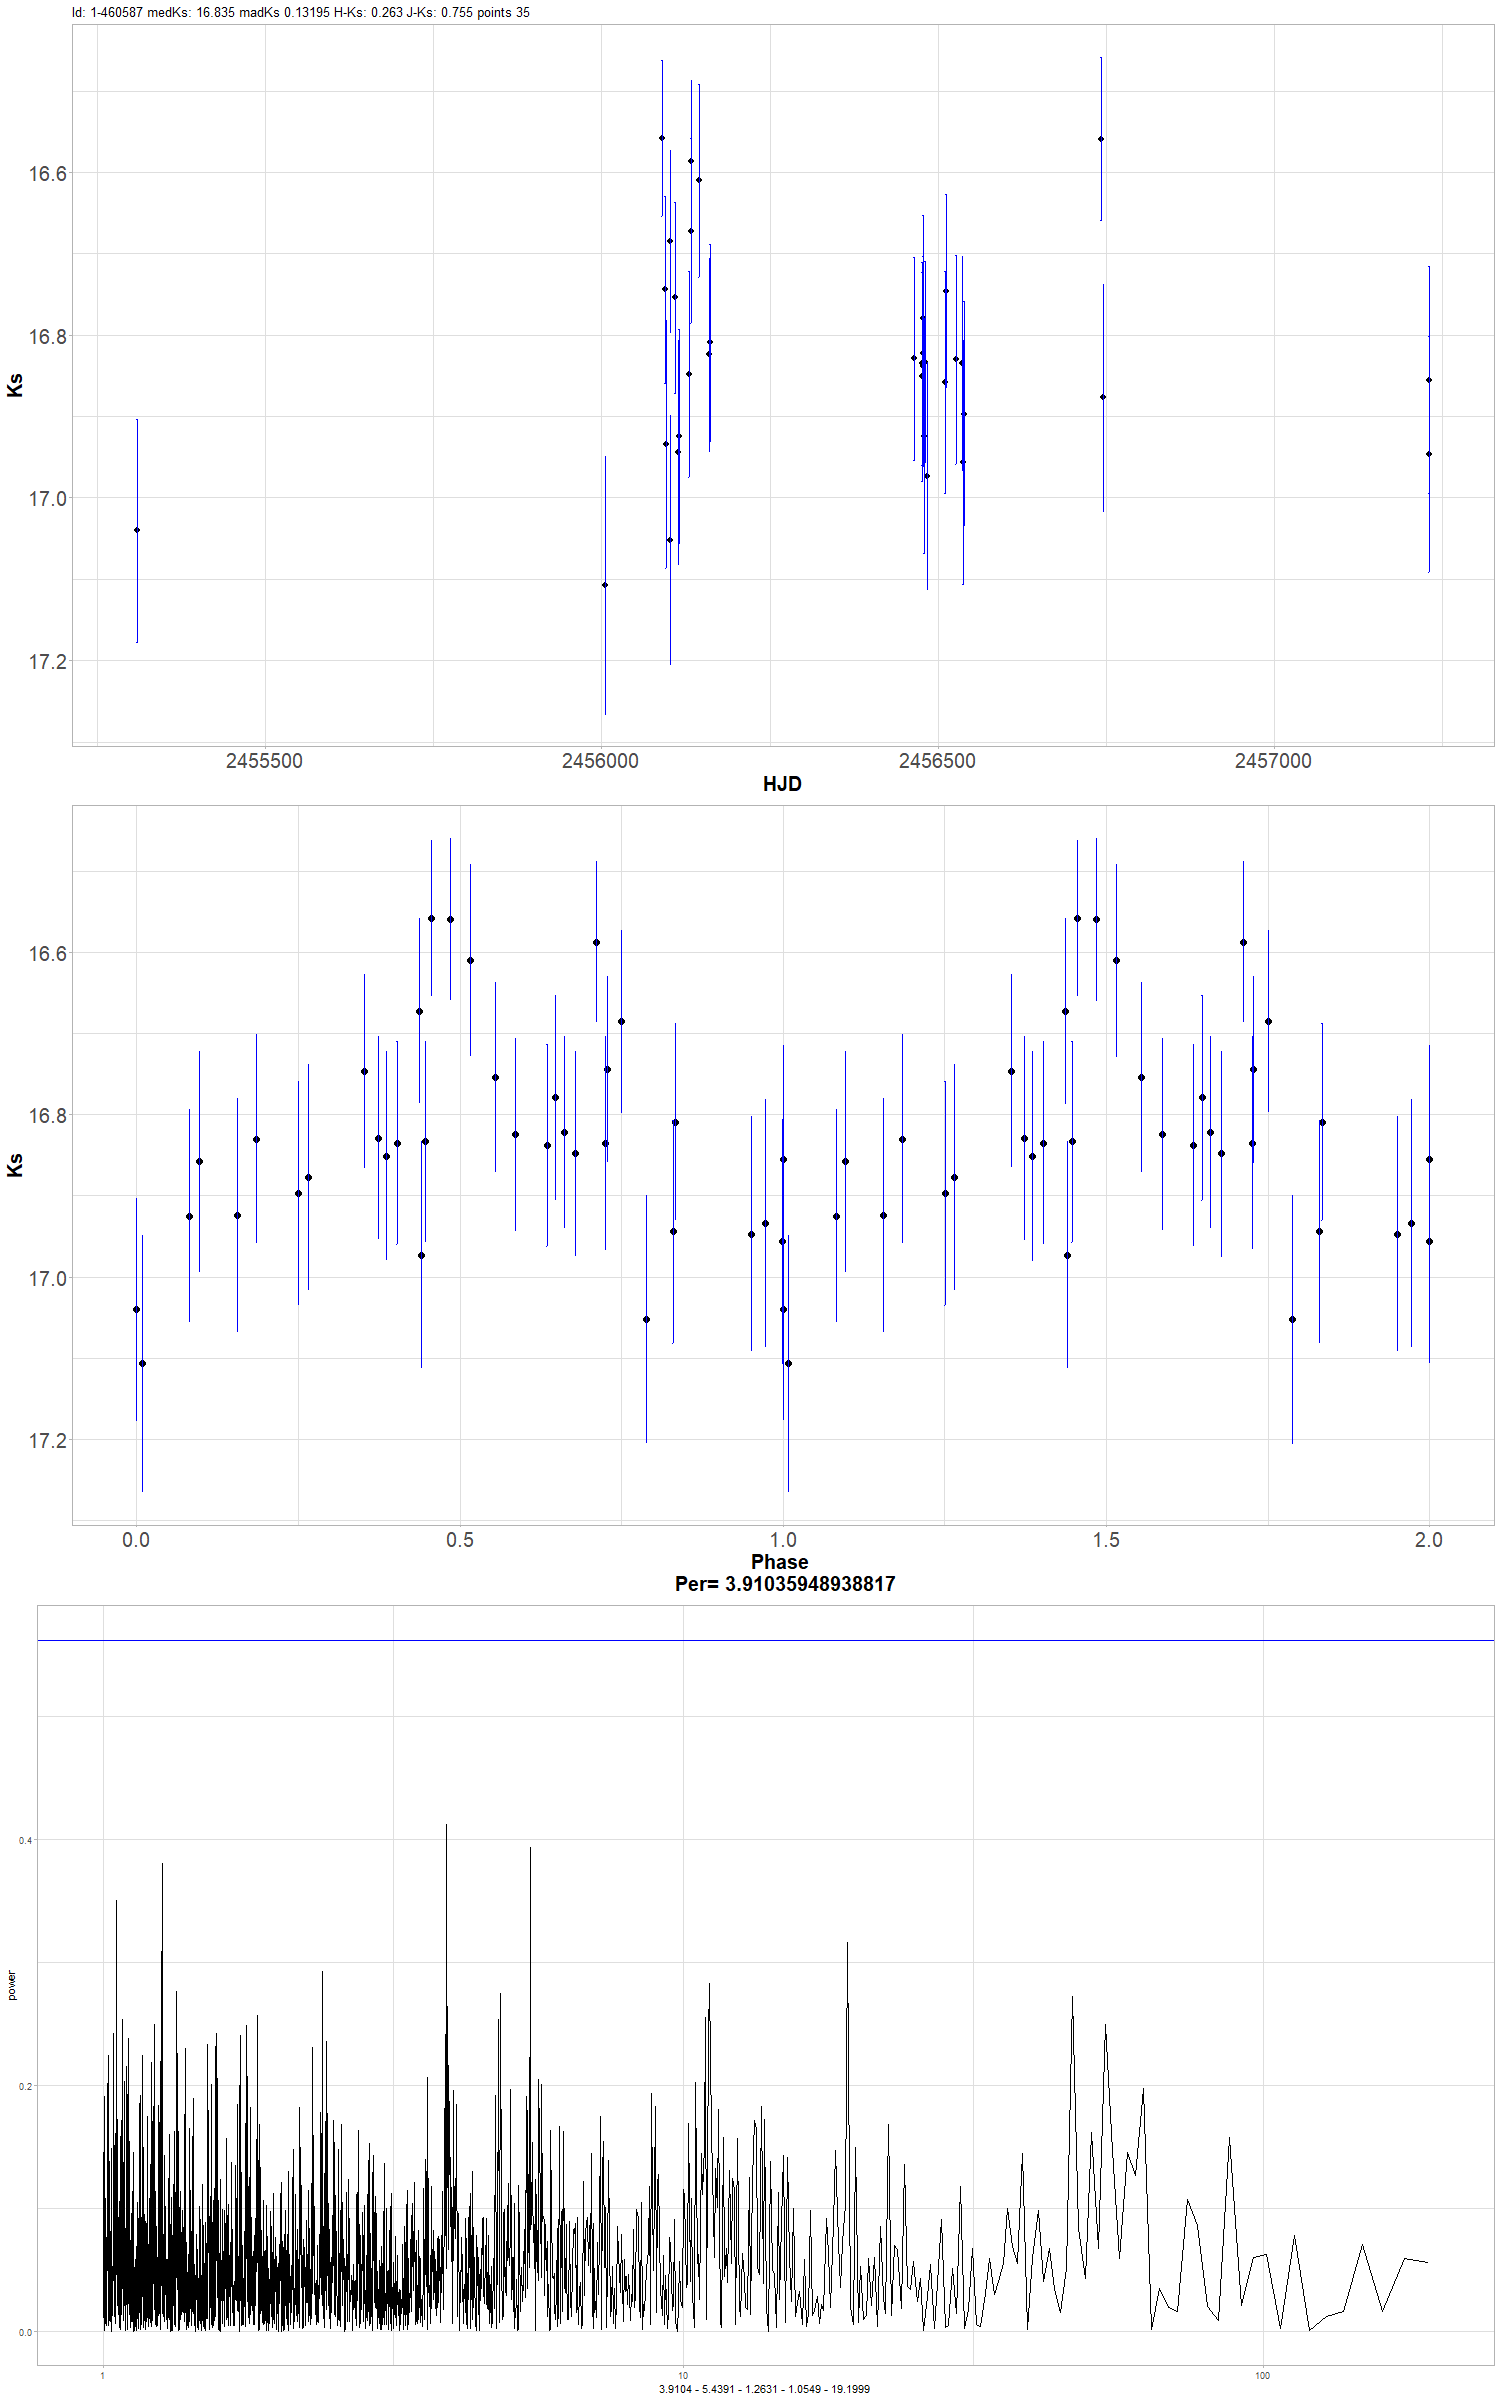 Id: 1-460587 medKs: 16.835 madKs 0.13195 H-Ks: 0.263 J-Ks: 0.755 points 35
16.6
16.8
17.0
17.2
Ks
2455500 2456000 2456500 2457000
HJD
16.6
16.8
17.0
17.2
Ks
0.0 0.5 1.0 1.5 2.0
Phase
Per= 3.91035948938817
0.4
0.2
0.0
power
1 10 100
3.9104 - 5.4391 - 1.2631 - 1.0549 - 19.1999